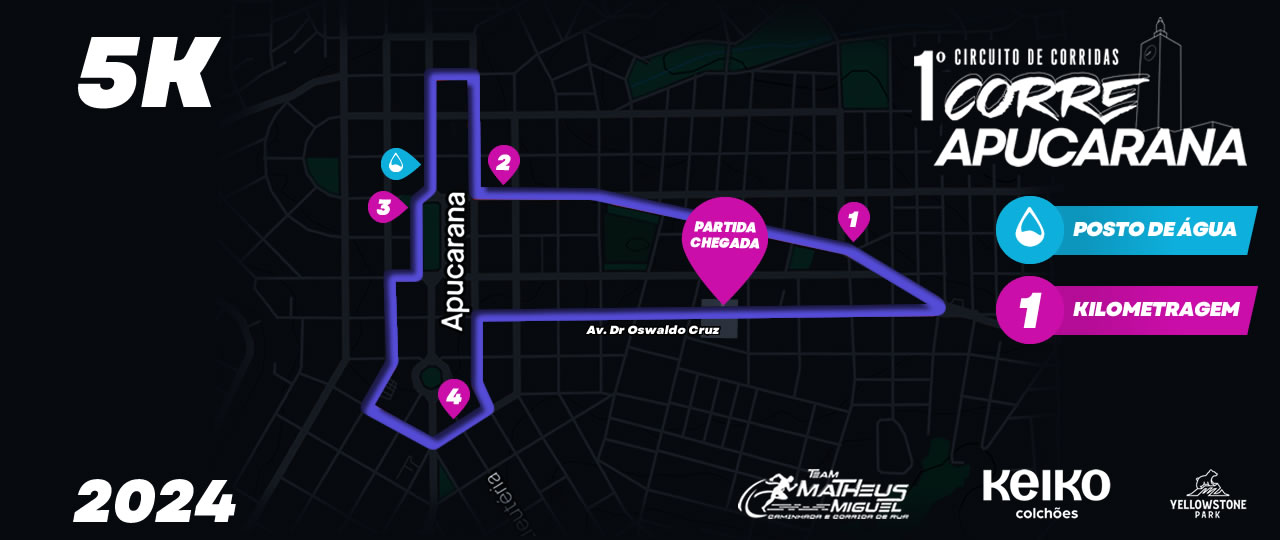 5K
1º CIRCUITO DE CORRIDAS
CORRE
APUCARANA
2
3
PARTIDA
CHEGADA
1
POSTO DE ÁGUA
1 KILOMETRAGEM
Apucarana
Av. Dr Oswaldo Cruz
4
2024
TEAM
MATHEUS
MIGUEL
CAMINHADA E CORRIDA DE RUA
KEIKO
colchões
YELLOWSTONE
PARK